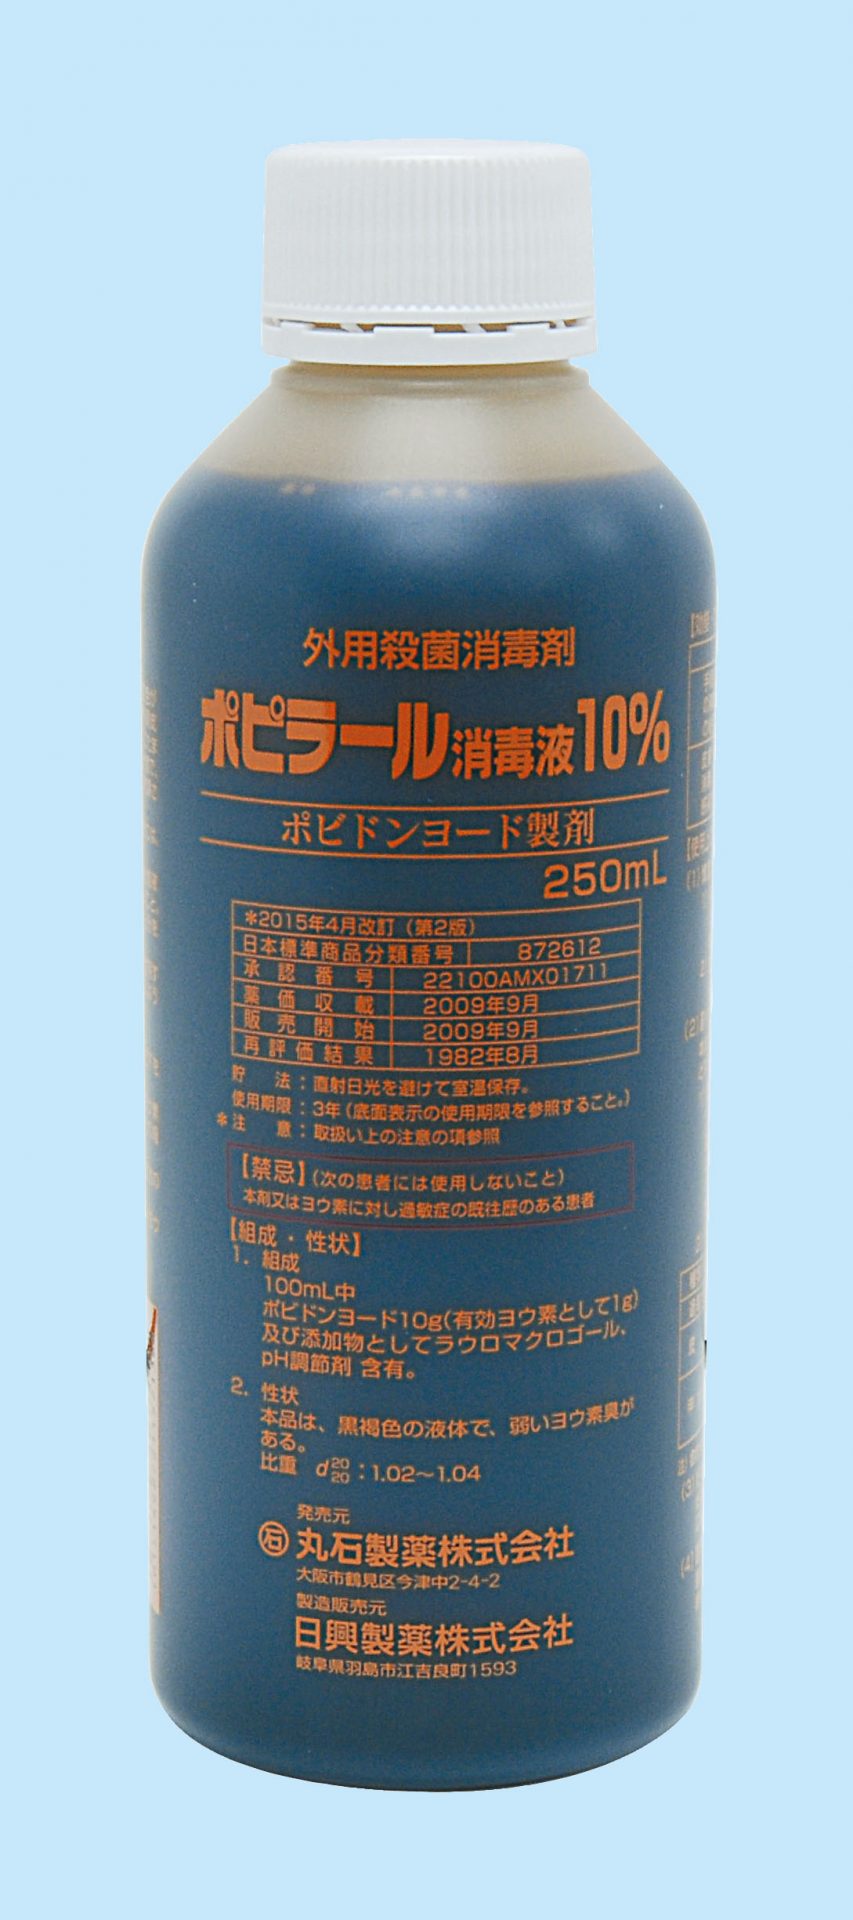 外用殺菌消毒剤
ポピラール消毒液10%
ポビドンヨード製剤
250mL
*2015年4月改訂（第2版）
日本標準商品分類番号 872612
承認番号 22100AMX01711
薬価収載 2009年9月
販売開始 2009年9月
再評価結果 1982年8月
貯法：直射日光を避けて室温保存。
使用期限：3年（底面表示の使用期限を参照すること。）
*注意：取扱い上の注意の項参照
【禁忌】（次の患者には使用しないこと）
本剤又はヨウ素に対し過敏症の既往歴のある患者
【組成・性状】
1. 組成
100mL中
ポビドンヨード10g(有効ヨウ素として1g)
及び添加物としてラウロマクロゴール、
pH調節剤 含有。
2. 性状
本品は、黒褐色の液体で、弱いヨウ素臭が
ある。
比重 d20 20：1.02～1.04
発売元
石 丸石製薬株式会社
大阪市鶴見区今津中2-4-2
製造販売元
日興製薬株式会社
岐阜県羽島市江吉良町1593